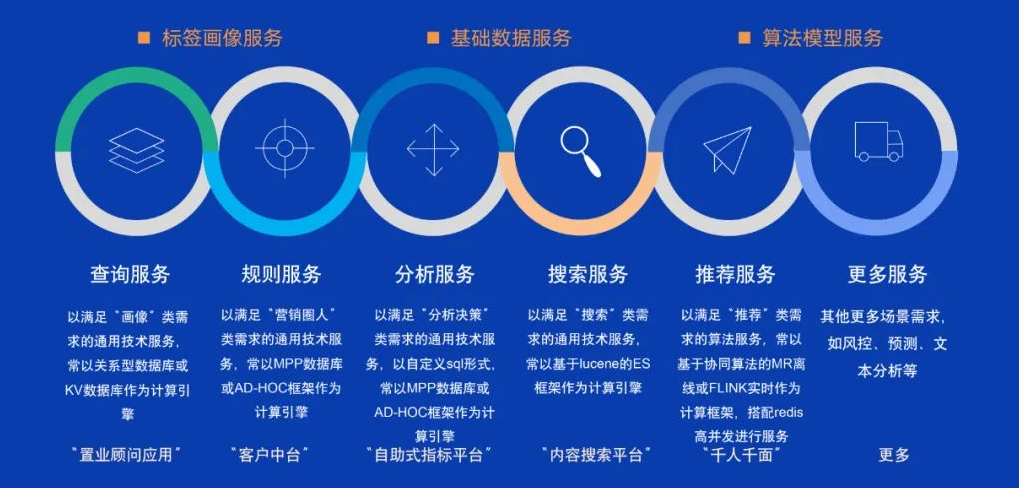 标签画像服务
基础数据服务
算法模型服务
查询服务
以满足“画像”类需
求的通用技术服务,
常以关系型数据库或
KV数据库作为计算引
擎
“置业顾问应用”
规则服务
以满足“营销圈人”
类需求的通用技术服
务,常以MPP数据库
或AD-HOC框架作为
计算引擎
“客户中台”
分析服务
以满足“分析决策”
类需求的通用技术服
务,以自定义sql形式,
常以MPP数据库或
AD-HOC框架作为计
算引擎
“自助式指标平台”
搜索服务
以满足“搜索”类需
求的通用技术服务,
常以基于lucene的ES
框架作为计算引擎
“内容搜索平台”
推荐服务
以满足“推荐”类需
求的算法服务,常以
基于协同算法的MR离
线或FLINK实时作为
计算框架，搭配redis
高并发进行服务
“千人千面”
更多服务
其他更多场景需求,
如风控、预测、文
本分析等
更多